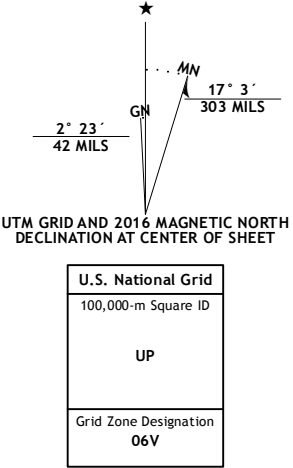 ★
MN
17° 3´
303 MILS
GN
2° 23´
42 MILS
UTM GRID AND 2016 MAGNETIC NORTH
DECLINATION AT CENTER OF SHEET
U.S. National Grid
100,000-m Square ID
UP
Grid Zone Designation
06V